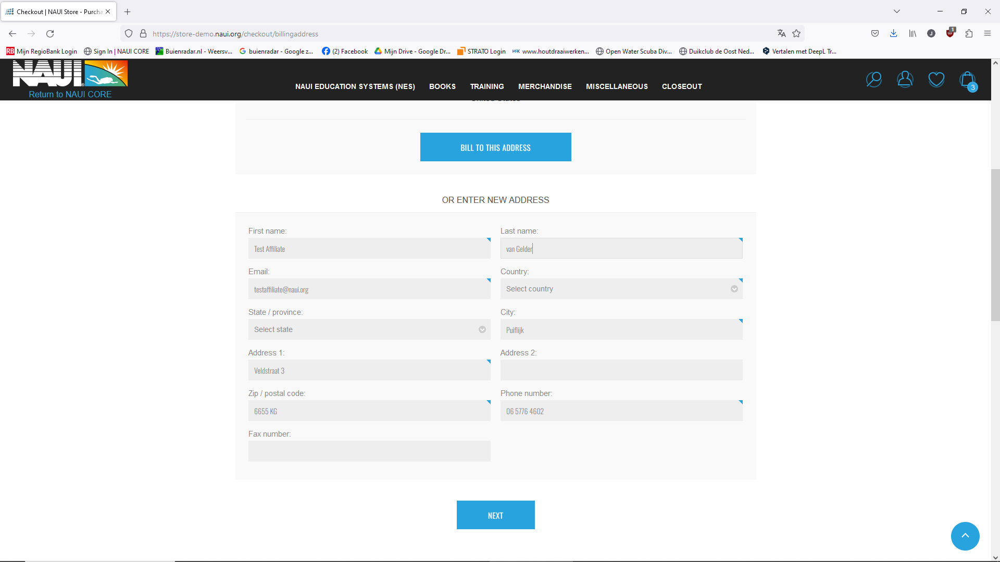 Checkout | NAUI Store - Purcha
https://store-demo.naui.org/checkout/billingaddress
1
Mijn RegioBank Login
Sign In | NAUI CORE
Buienradar.nl - Weersv...
buienradar - Google z...
(2) Facebook
Mijn Drive - Google Dr...
STRATO Login
www.houtdraaiwerken...
Open Water Scuba Div...
Duikclub de Oost Ned...
Vertalen met DeepL Tr...
NAUI
Return to NAUI CORE
NAUI EDUCATION SYSTEMS (NES)
BOOKS
TRAINING
MERCHANDISE
MISCELLANEOUS
CLOSEOUT
3
United States
BILL TO THIS ADDRESS
OR ENTER NEW ADDRESS
First name:
Last name:
Test Affiliate
van Gelder
Email:
Country:
testaffiliate@naui.org
Select country
State / province:
City:
Select state
Puiflijk
Address 1:
Address 2:
Veldstraat 3
Zip / postal code:
Phone number:
6655 KG
06 5776 4602
Fax number:
NEXT